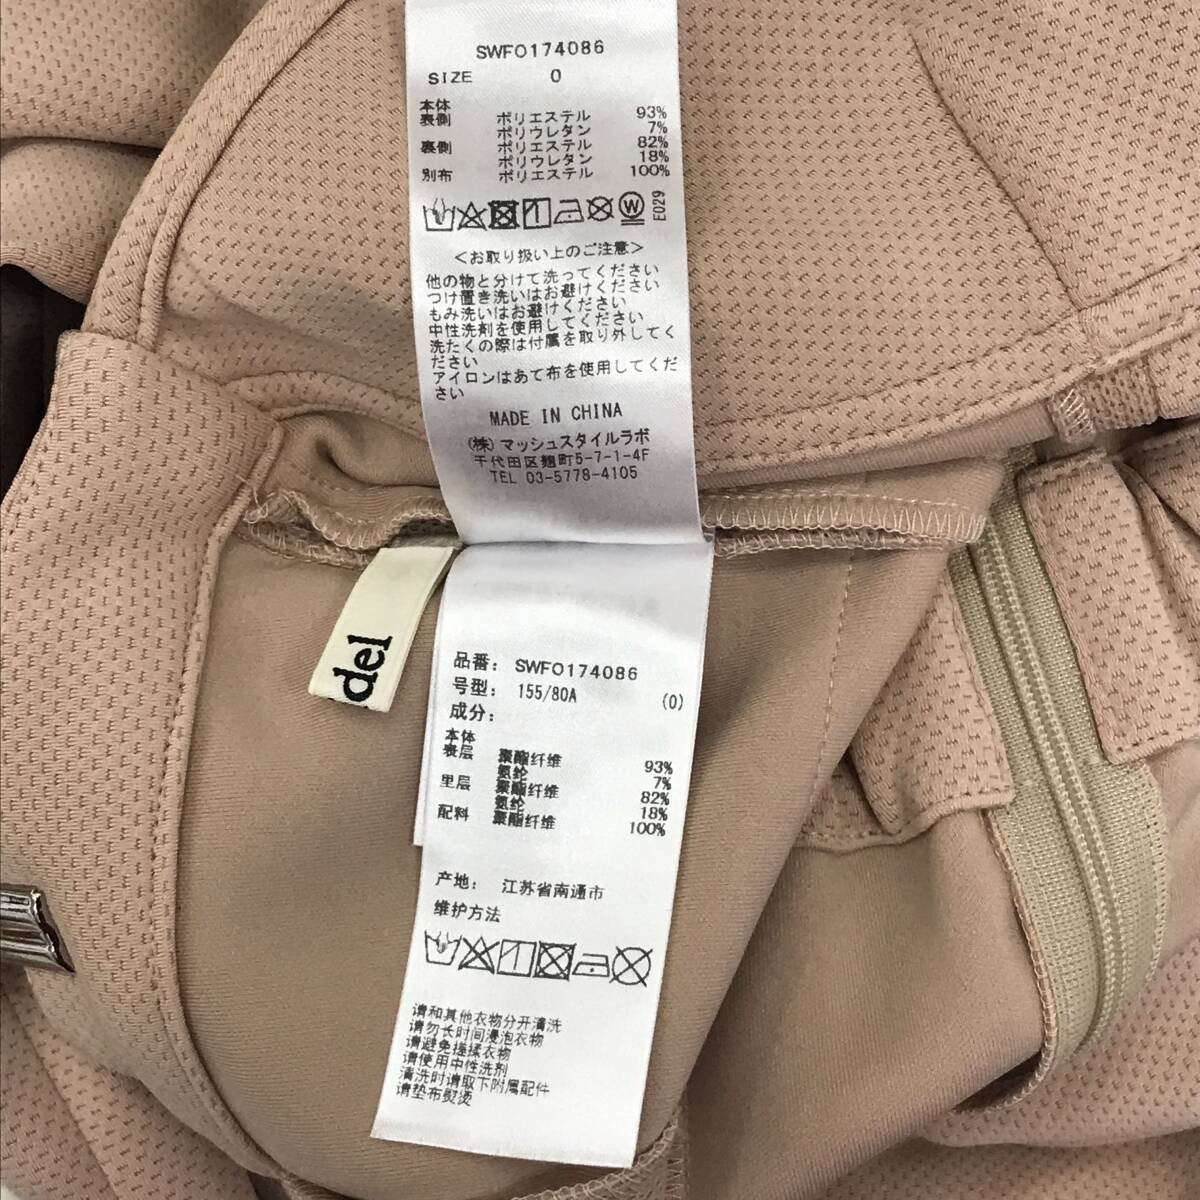 SWFO174086
SIZE 0
本体
表側 ポリエステル 93%
ポリウレタン 7%
裏側 ポリエステル 82%
ポリウレタン 18%
別布 ポリエステル 100%
W
E029
<お取り扱い上のご注意>
他の物と分けて洗ってください
つけ置き洗いはお避けください
もみ洗いはお避けください
中性洗剤を使用してください
洗たくの際は付属を取り外してく
ださい
アイロンはあて布を使用してくだ
さい
MADE IN CHINA
(株)マッシュスタイルラボ
千代田区麹町5-7-1-4F
TEL 03-5778-4105
del
品番: SWFO174086
号型: 155/80A (0)
成分:
本体
表层 聚酯纤维 93%
氨纶 7%
里层 聚酯纤维 82%
氨纶 18%
配料 聚酯纤维 100%
产地: 江苏省南通市
维护方法
请和其他衣物分开清洗
请勿长时间浸泡衣物
请避免搓揉衣物
请使用中性洗剂
清洗时请取下附属配件
请垫布熨烫